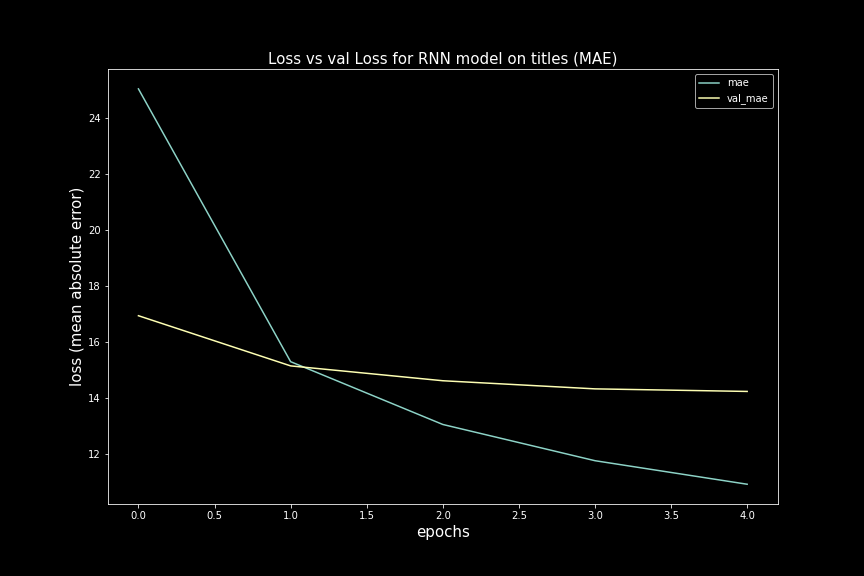 Loss vs val Loss for RNN model on titles (MAE)
mae
val_mae
loss (mean absolute error)
24
22
20
18
16
14
12
0.0 0.5 1.0 1.5 2.0 2.5 3.0 3.5 4.0
epochs